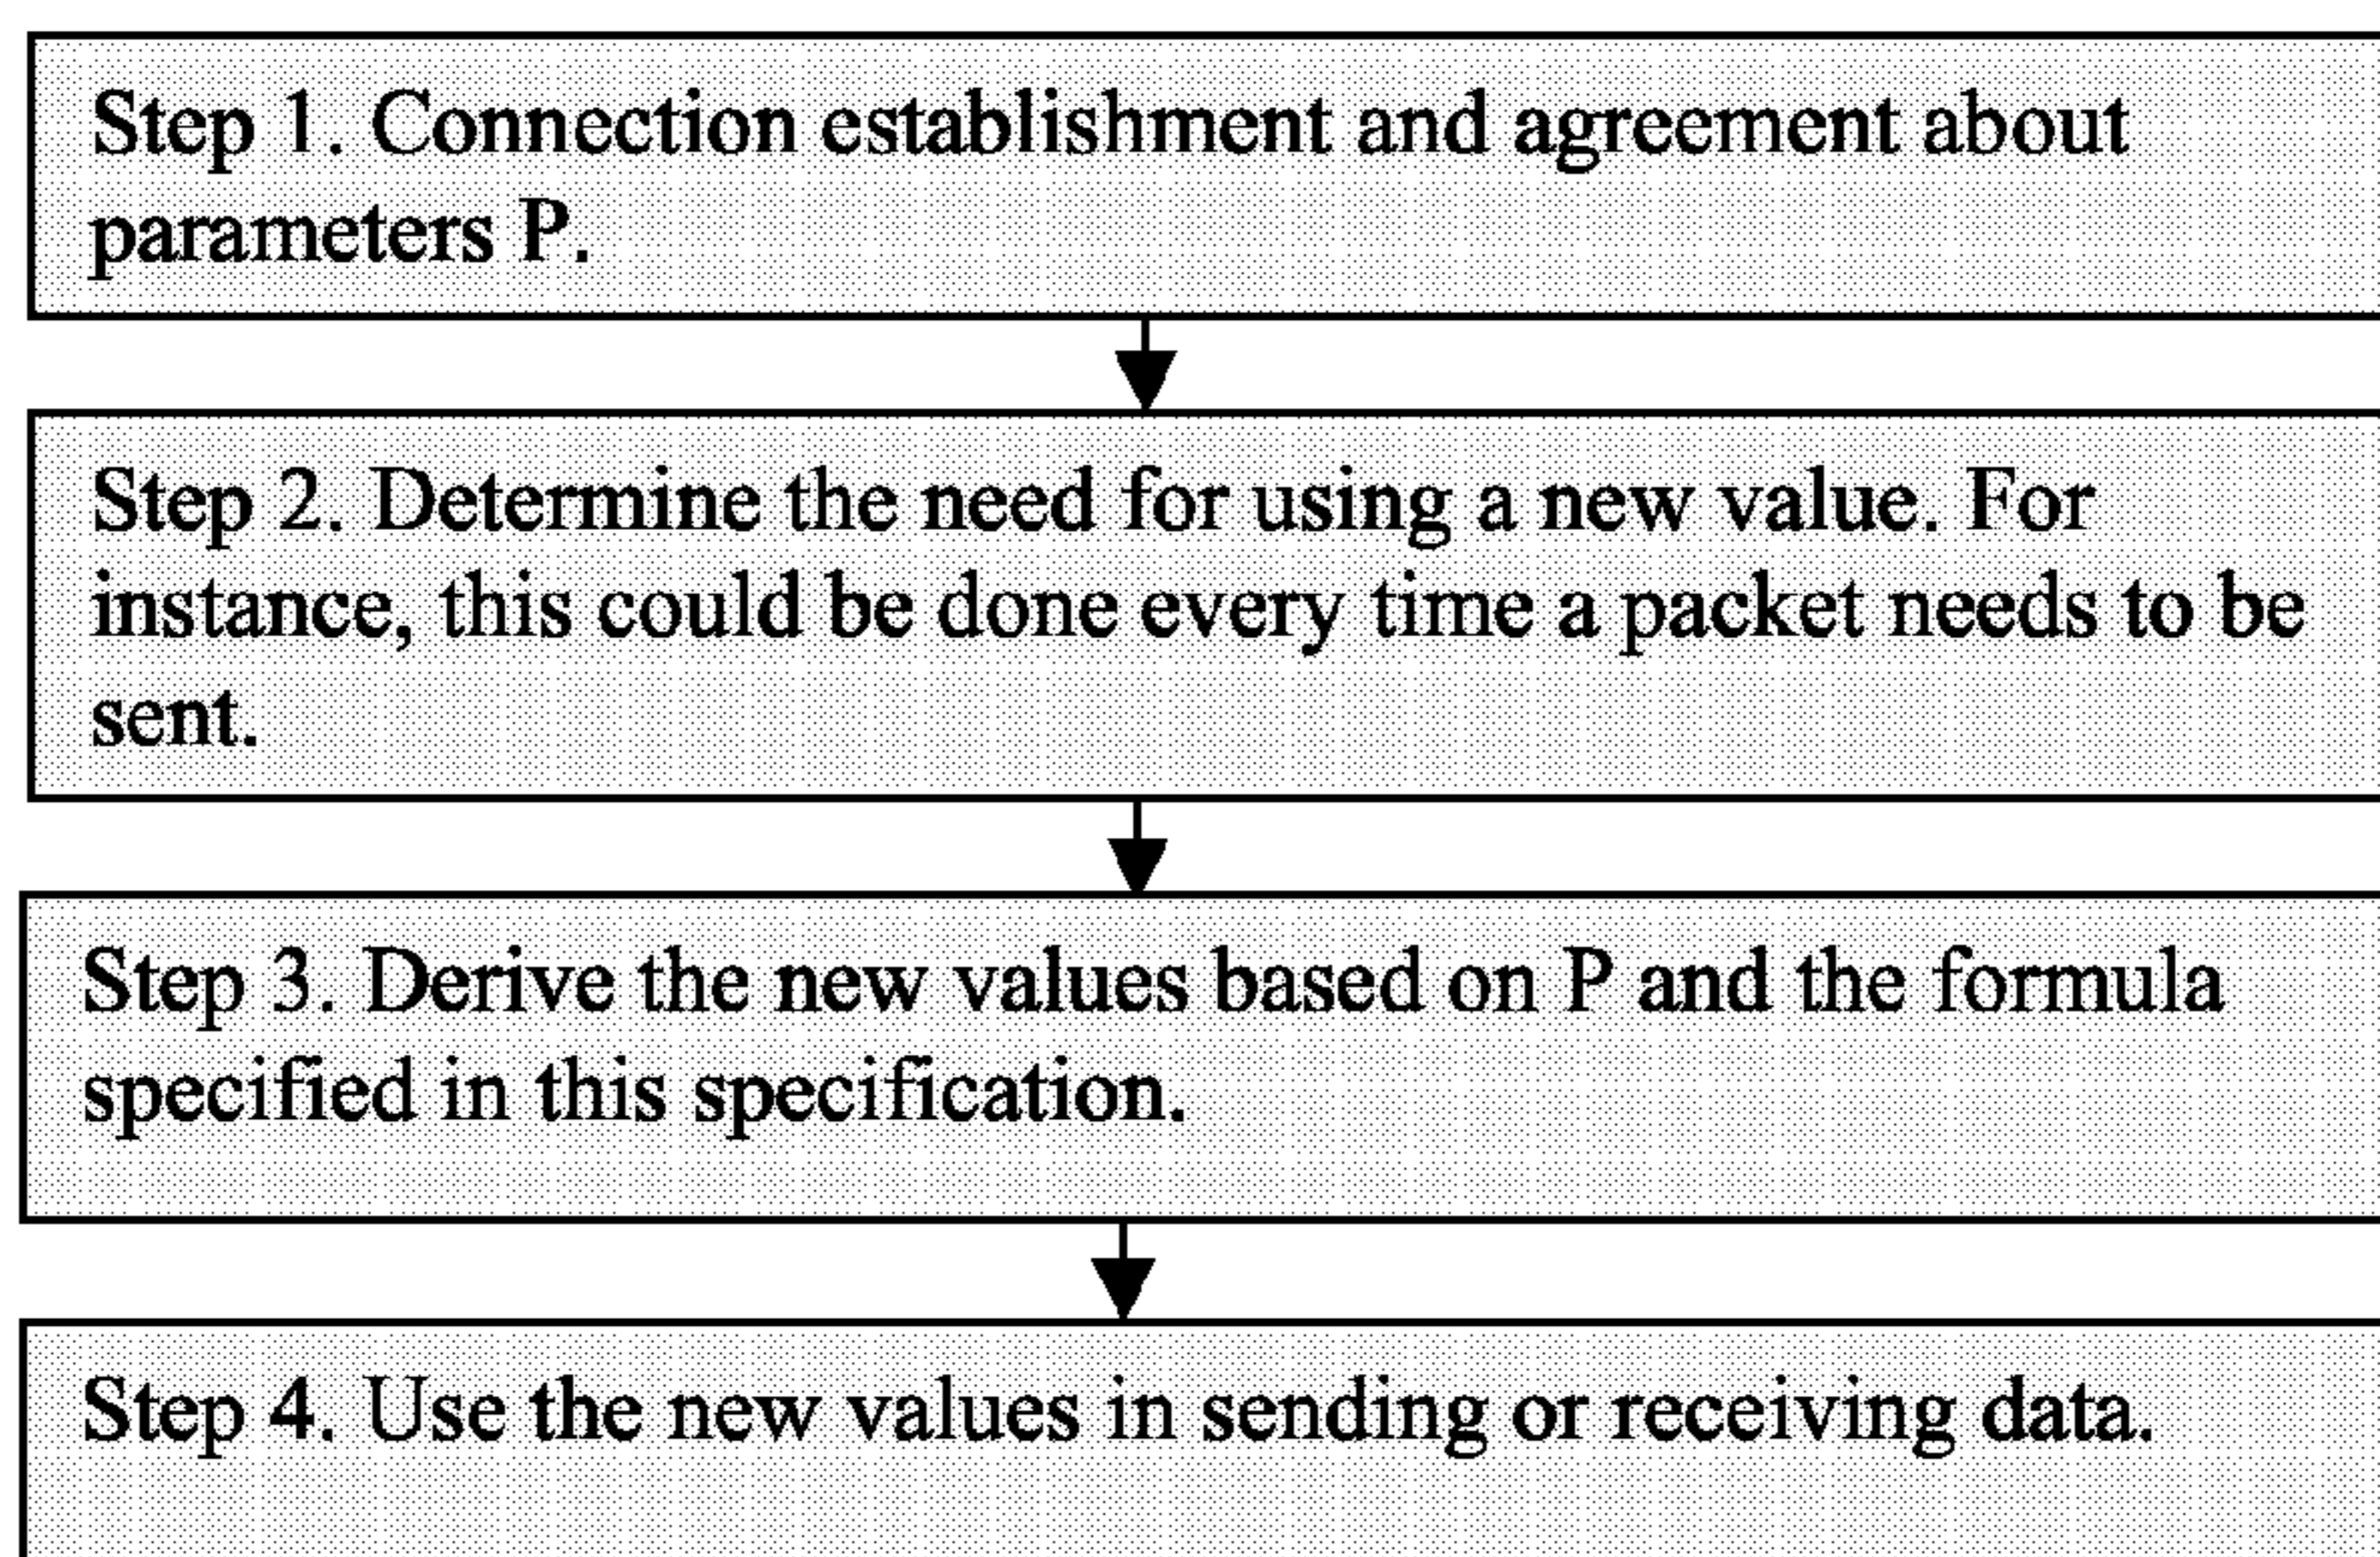 Step 1. Connection establishment and agreement about
parameters P.
Step 2. Determine the need for using a new value. For
instance, this could be done every time a packet needs to be
sent.
Step 3. Derive the new values based on P and the formula
specified in this specification.
Step 4. Use the new values in sending or receiving data.